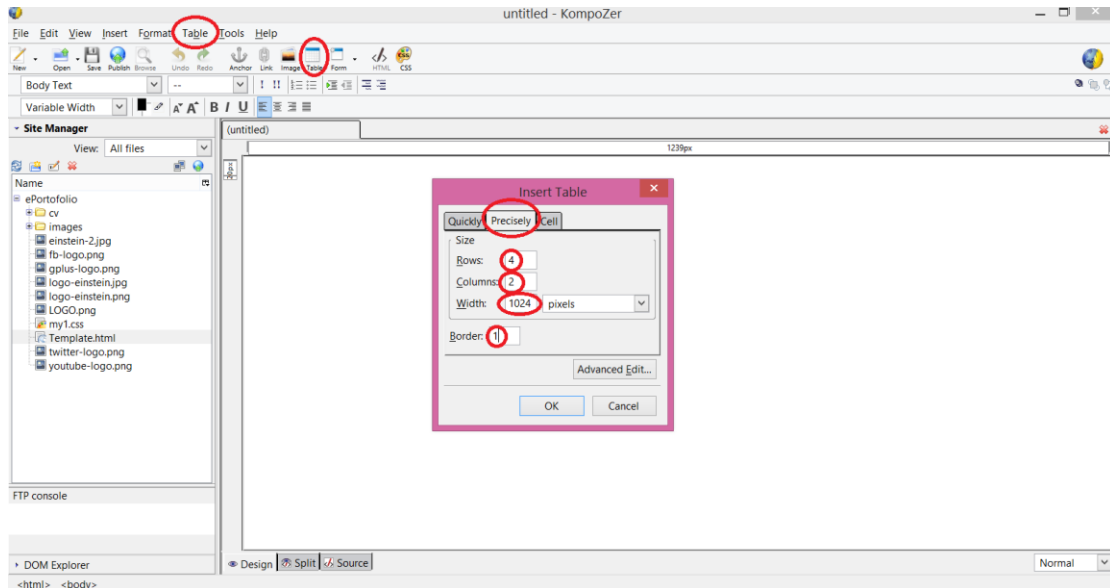 untitled - KompoZer
File Edit View Insert Format Table Tools Help
New Open Save Publish Browse Undo Redo Anchor Link Image Table Form HTML CSS
Body Text --
Variable Width
Site Manager (untitled)
View: All files
1239px
Name
ePortofolio
cv
images
einstein-2.jpg
fb-logo.png
gplus-logo.png
logo-einstein.jpg
logo-einstein.png
LOGO.png
my1.css
Template.html
twitter-logo.png
youtube-logo.png
Insert Table
Quickly Precisely Cell
Size
Rows: 4
Columns: 2
Width: 1024 pixels
Border: 1
Advanced Edit...
OK Cancel
FTP console
DOM Explorer
Design Split Source Normal
<html> <body>